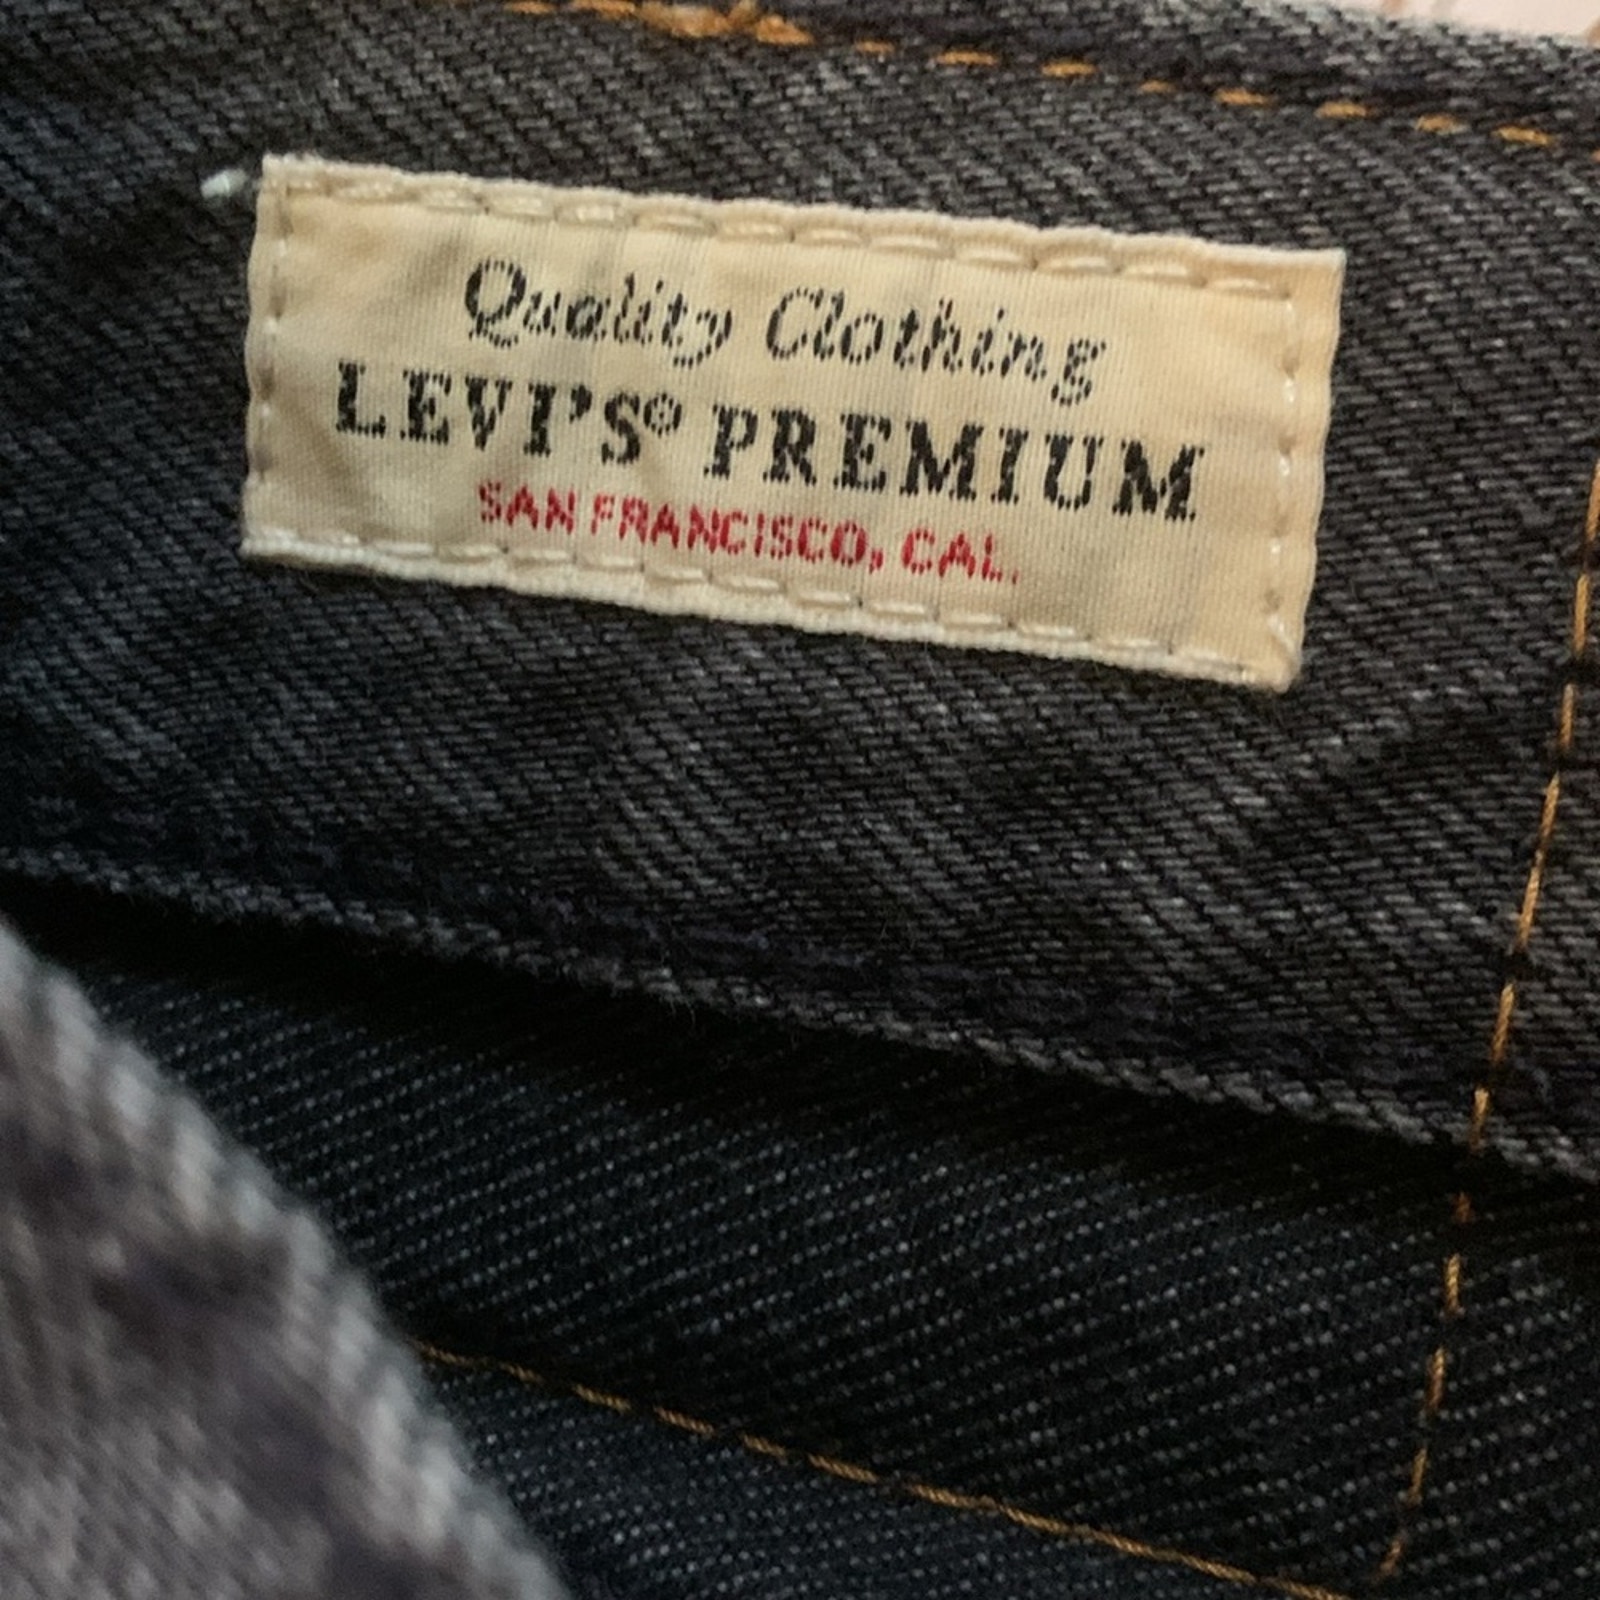 Quality Clothing
LEVI'S® PREMIUM
SAN FRANCISCO, CAL.